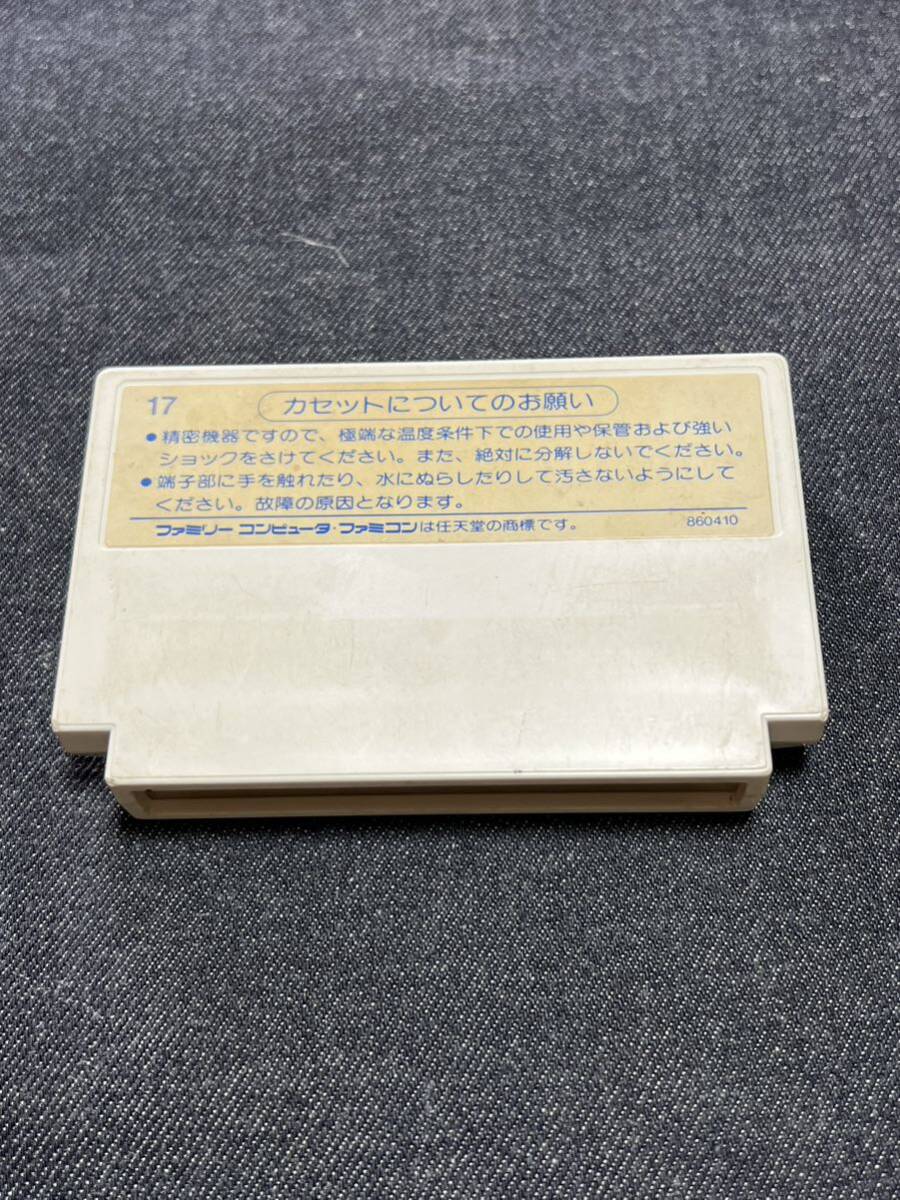 17 カセットについてのお願い
●精密機器ですので、極端な温度条件下での使用や保管および強い
ショックをさけてください。また、絶対に分解しないでください。
●端子部に手を触れたり、水にぬらしたりして汚さないようにして
ください。故障の原因となります。
ファミリー コンピュータ・ファミコンは任天堂の商標です。 860410